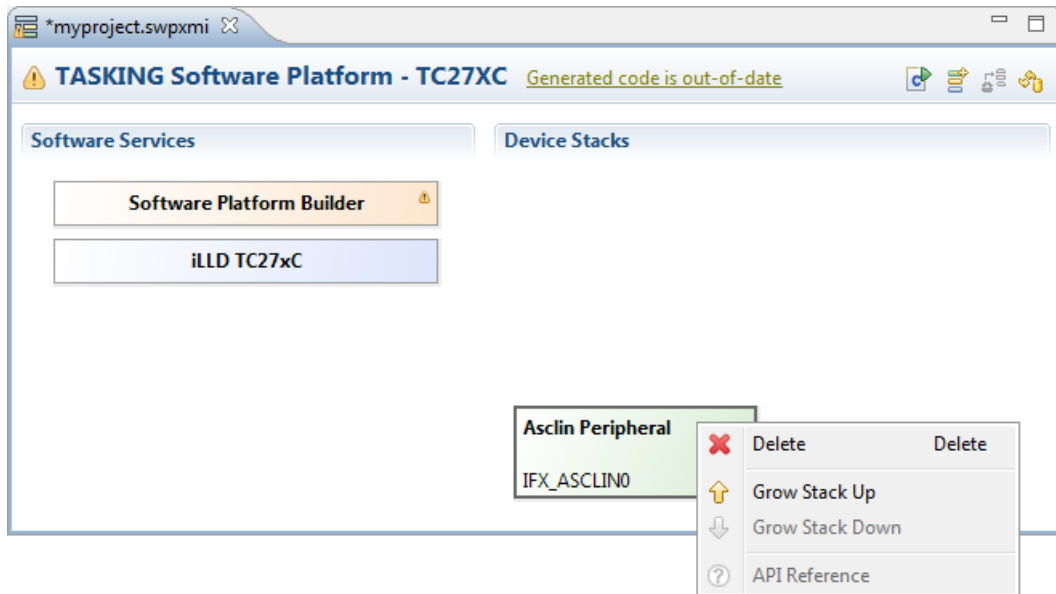 *myproject.swpxmi
TASKING Software Platform - TC27XC Generated code is out-of-date
Software Services
Device Stacks
Software Platform Builder
iLLD TC27xC
Asclin Peripheral
IFX_ASCLIN0
Delete Delete
Grow Stack Up
Grow Stack Down
API Reference